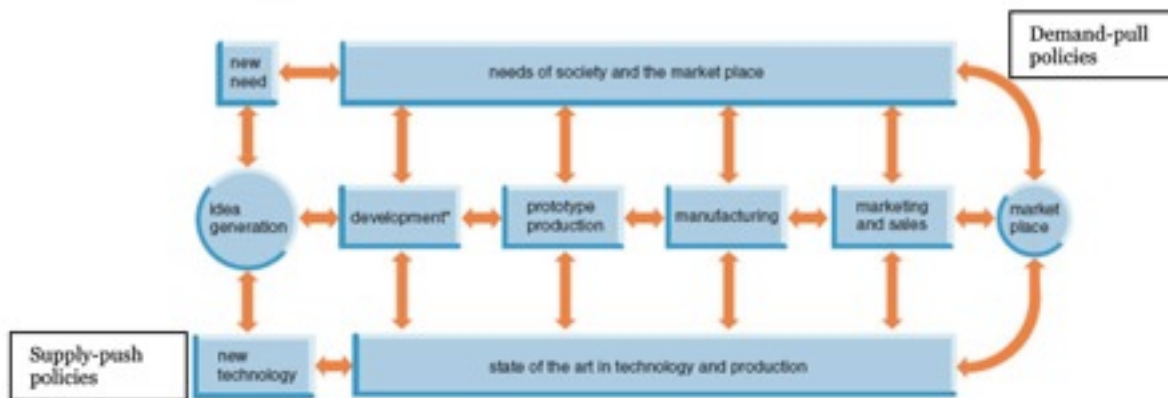 Demand-pull
policies
new
need
needs of society and the market place
idea
generation
development*
prototype
production
manufacturing
marketing
and sales
market
place
Supply-push
policies
new
technology
state of the art in technology and production